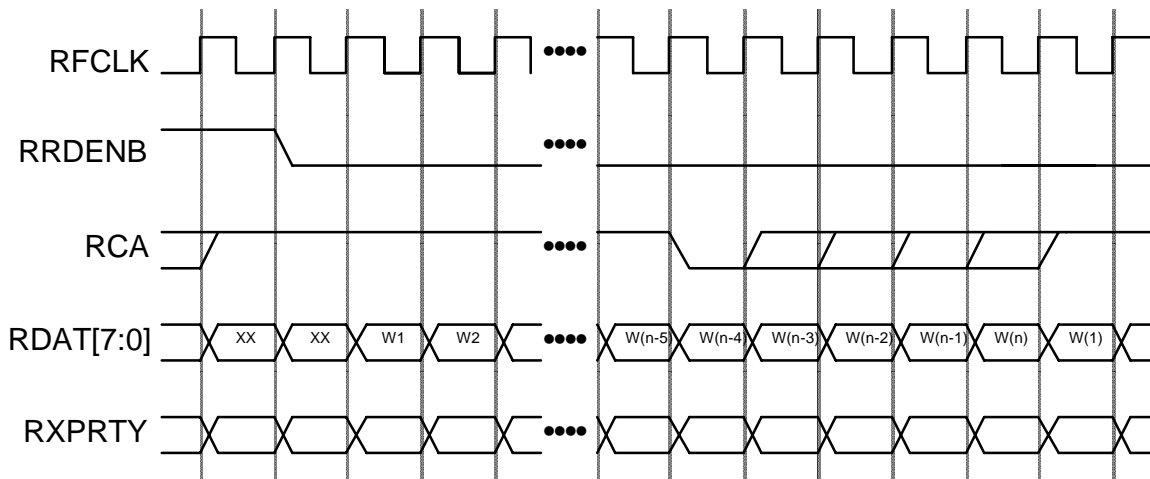 RFCLK
RRDENB
RCA
RDAT[7:0] XX XX W1 W2 W(n-5) W(n-4) W(n-3) W(n-2) W(n-1) W(n) W(1)
RXPRTY